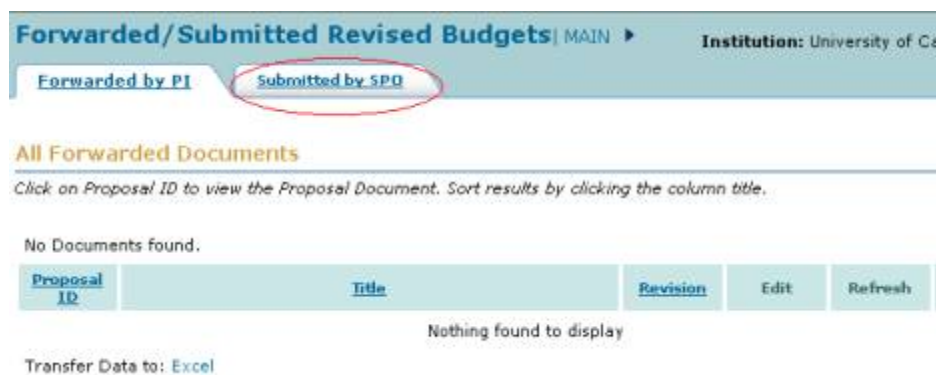 Forwarded/Submitted Revised Budgets| MAIN Institution: University of Ca
Forwarded by PI Submitted by SPO
All Forwarded Documents
Click on Proposal ID to view the Proposal Document. Sort results by clicking the column title.
No Documents found.
Proposal ID Title Revision Edit Refresh
Nothing found to display
Transfer Data to: Excel